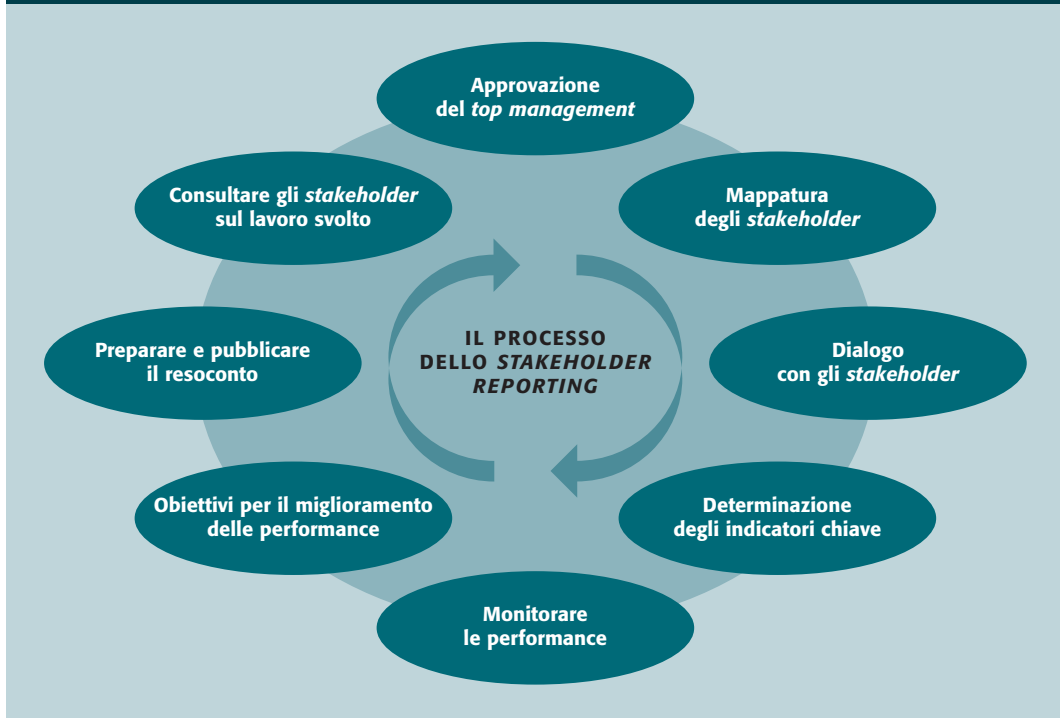 Approvazione
del top management
Mappatura
degli stakeholder
Dialogo
con gli stakeholder
Determinazione
degli indicatori chiave
Monitorare
le performance
Obiettivi per il miglioramento
delle performance
Preparare e pubblicare
il resoconto
Consultare gli stakeholder
sul lavoro svolto
IL PROCESSO
DELLO STAKEHOLDER
REPORTING